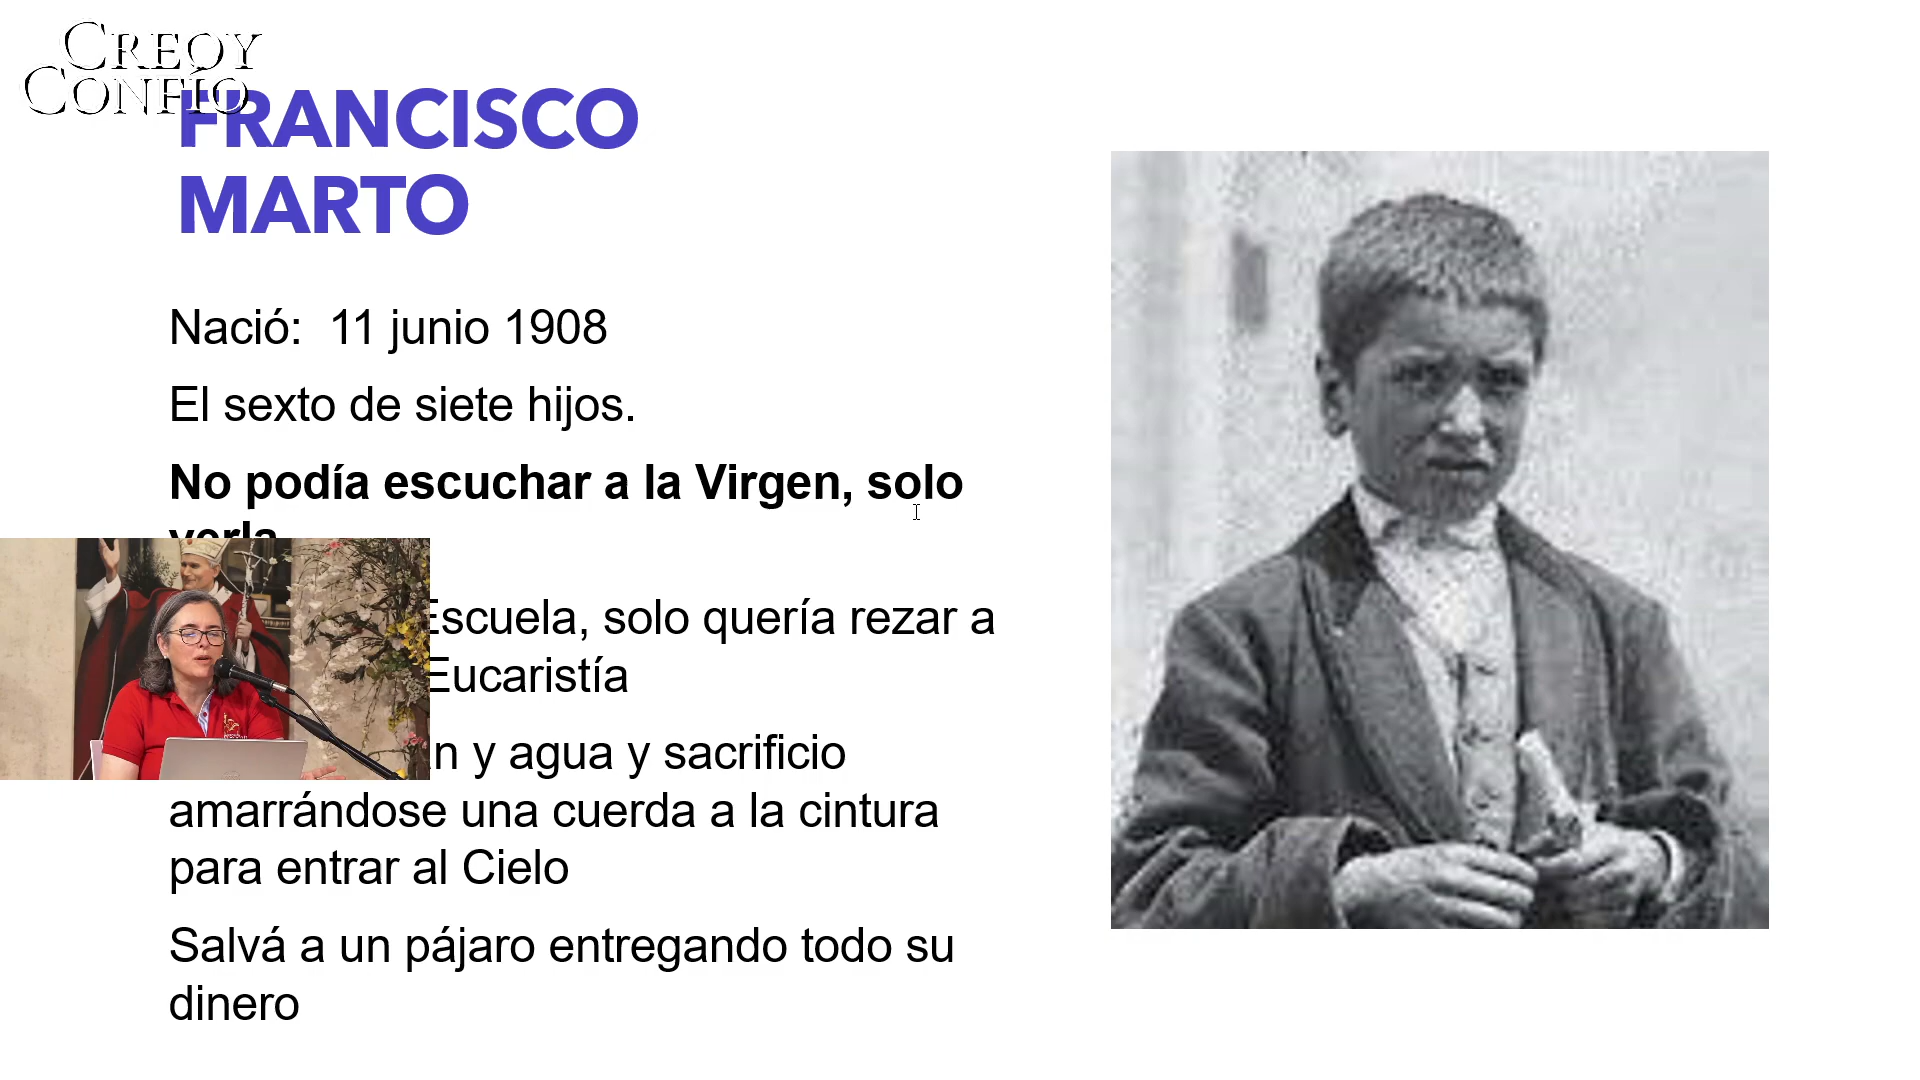 CREO Y
CONFÍO
FRANCISCO
MARTO
Nació:  11 junio 1908
El sexto de siete hijos.
No podía escuchar a la Virgen, solo
verla
Escuela, solo quería rezar a
Eucaristía
y agua y sacrificio
amarrándose una cuerda a la cintura
para entrar al Cielo
Salvá a un pájaro entregando todo su
dinero